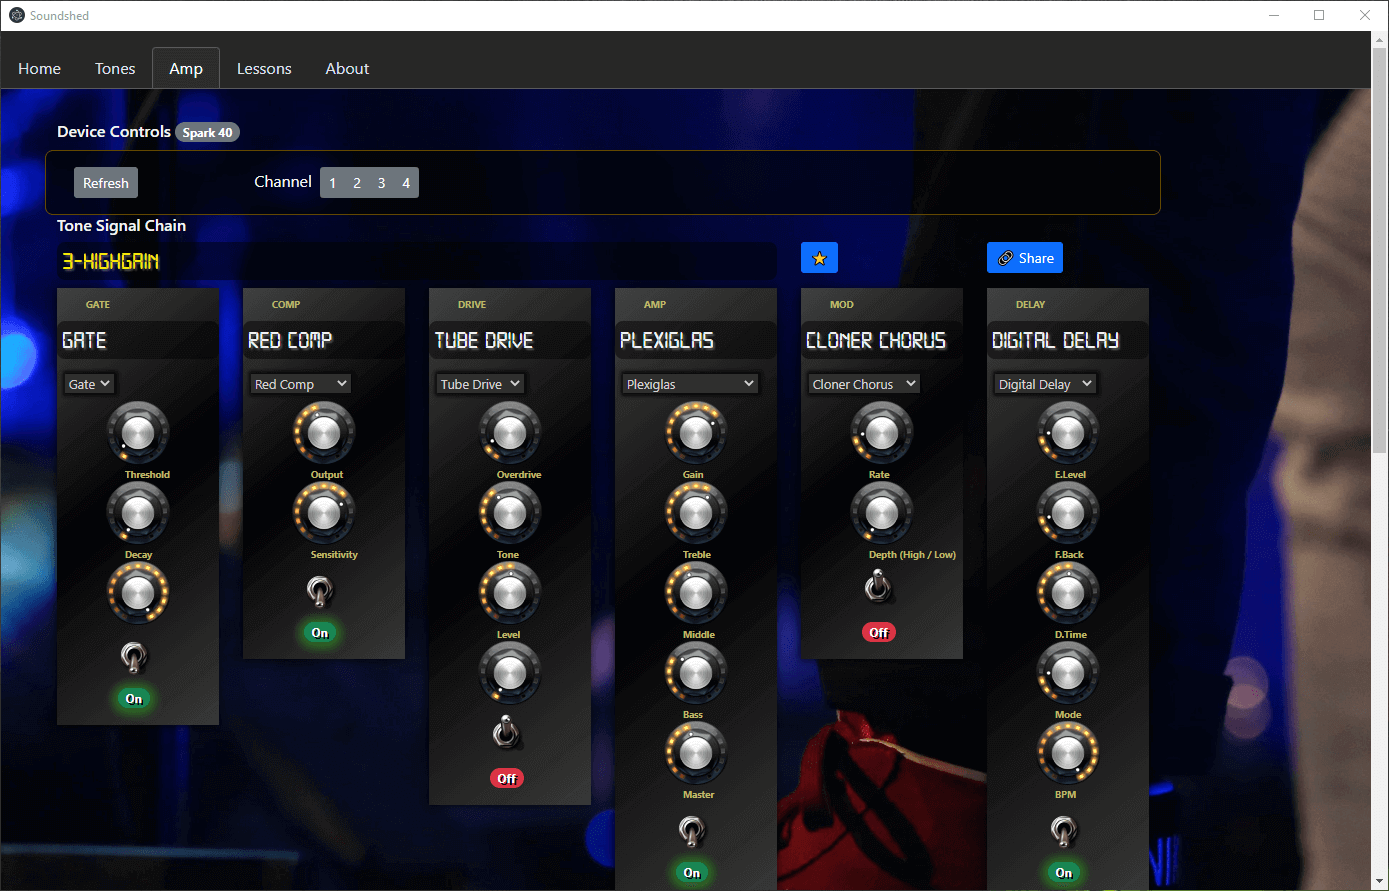 Soundshed
Home Tones Amp Lessons About
Device Controls Spark 40
Refresh Channel 1 2 3 4
Tone Signal Chain
3-HIGHGAIN
Share
GATE
GATE
Gate
Threshold
Decay
On
COMP
RED COMP
Red Comp
Output
Sensitivity
On
DRIVE
TUBE DRIVE
Tube Drive
Overdrive
Tone
Level
Off
AMP
PLEXIGLAS
Plexiglas
Gain
Treble
Middle
Bass
Master
On
MOD
CLONER CHORUS
Cloner Chorus
Rate
Depth (High / Low)
Off
DELAY
DIGITAL DELAY
Digital Delay
E.Level
F.Back
D.Time
Mode
BPM
On